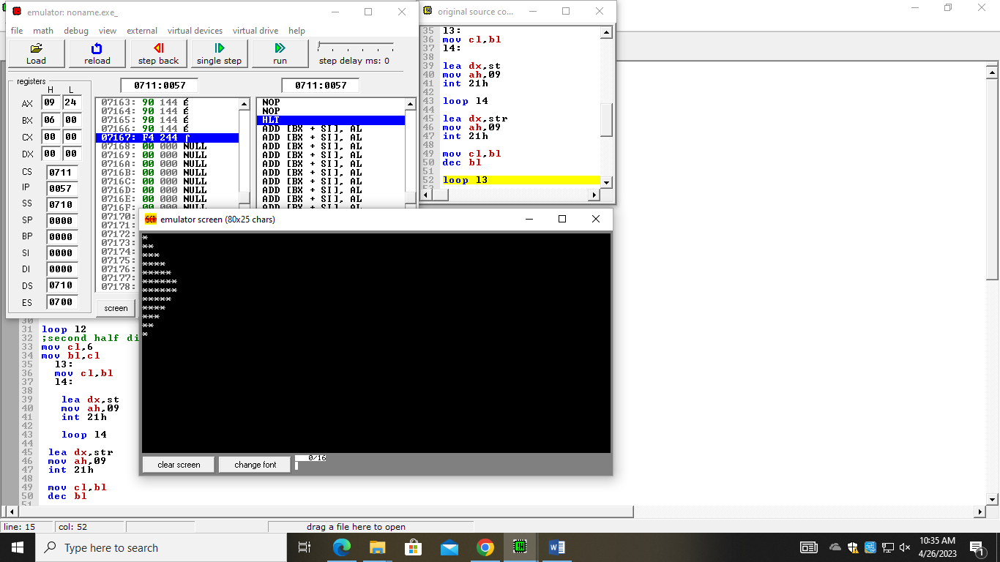 emulator: noname.exe_
file math debug view external virtual devices virtual drive help
Load reload step back single step run step delay ms: 0
registers
H L
AX 09 24
BX 06 00
CX 00 00
DX 00 00
CS 0711
IP 0057
SS 0710
SP 0000
BP 0000
SI 0000
DI 0000
DS 0710
ES 0700
0711:0057
07163: 90 144 É
07164: 90 144 É
07165: 90 144 É
07166: 90 144 É
07167: F4 244 ⌠
07168: 00 000 NULL
07169: 00 000 NULL
0716A: 00 000 NULL
0716B: 00 000 NULL
0716C: 00 000 NULL
0716D: 00 000 NULL
0716E: 00 000 NULL
0716F: 00 000 NULL
07170:
07171:
07172:
07173:
07174:
07175:
07176:
07177:
07178:
screen
0711:0057
NOP
NOP
HLT
ADD [BX + SI], AL
ADD [BX + SI], AL
ADD [BX + SI], AL
ADD [BX + SI], AL
ADD [BX + SI], AL
ADD [BX + SI], AL
ADD [BX + SI], AL
ADD [BX + SI], AL
ADD [BX + SI], AL
ADD [BX + SI], AL
original source co...
35 l3:
36 mov cl,bl
37 l4:
38
39 lea dx,st
40 mov ah,09
41 int 21h
42
43 loop l4
44
45 lea dx,str
46 mov ah,09
47 int 21h
48
49 mov cl,bl
50 dec bl
51
52 loop l3
emulator screen (80x25 chars)
*
**
***
****
*****
******
******
*****
****
***
**
*
clear screen change font 0/16
30
31 loop l2
32 ;second half di
33 mov cl,6
34 mov bl,cl
35 l3:
36 mov cl,bl
37 l4:
38
39 lea dx,st
40 mov ah,09
41 int 21h
42
43 loop l4
44
45 lea dx,str
46 mov ah,09
47 int 21h
48
49 mov cl,bl
50 dec bl
51
line: 15 col: 52 drag a file here to open
Type here to search
10:35 AM
4/26/2023
1